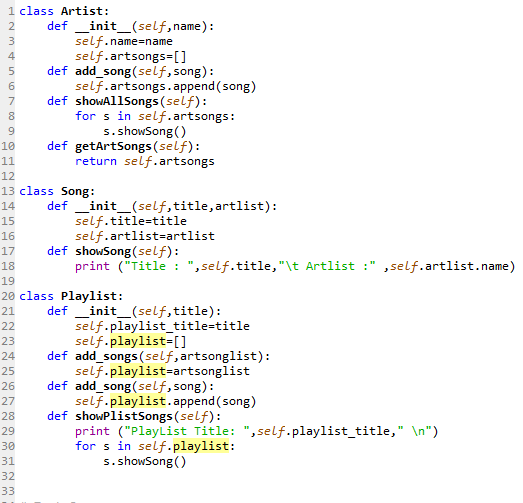 1 class Artist:
2     def __init__(self,name):
3         self.name=name
4         self.artsongs=[]
5     def add_song(self,song):
6         self.artsongs.append(song)
7     def showAllSongs(self):
8         for s in self.artsongs:
9             s.showSong()
10     def getArtSongs(self):
11         return self.artsongs
12
13 class Song:
14     def __init__(self,title,artlist):
15         self.title=title
16         self.artlist=artlist
17     def showSong(self):
18         print ("Title : ",self.title,"\t Artlist :" ,self.artlist.name)
19
20 class Playlist:
21     def __init__(self,title):
22         self.playlist_title=title
23         self.playlist=[]
24     def add_songs(self,artsonglist):
25         self.playlist=artsonglist
26     def add_song(self,song):
27         self.playlist.append(song)
28     def showPlistSongs(self):
29         print ("PlayList Title: ",self.playlist_title," \n")
30         for s in self.playlist:
31             s.showSong()
32
33